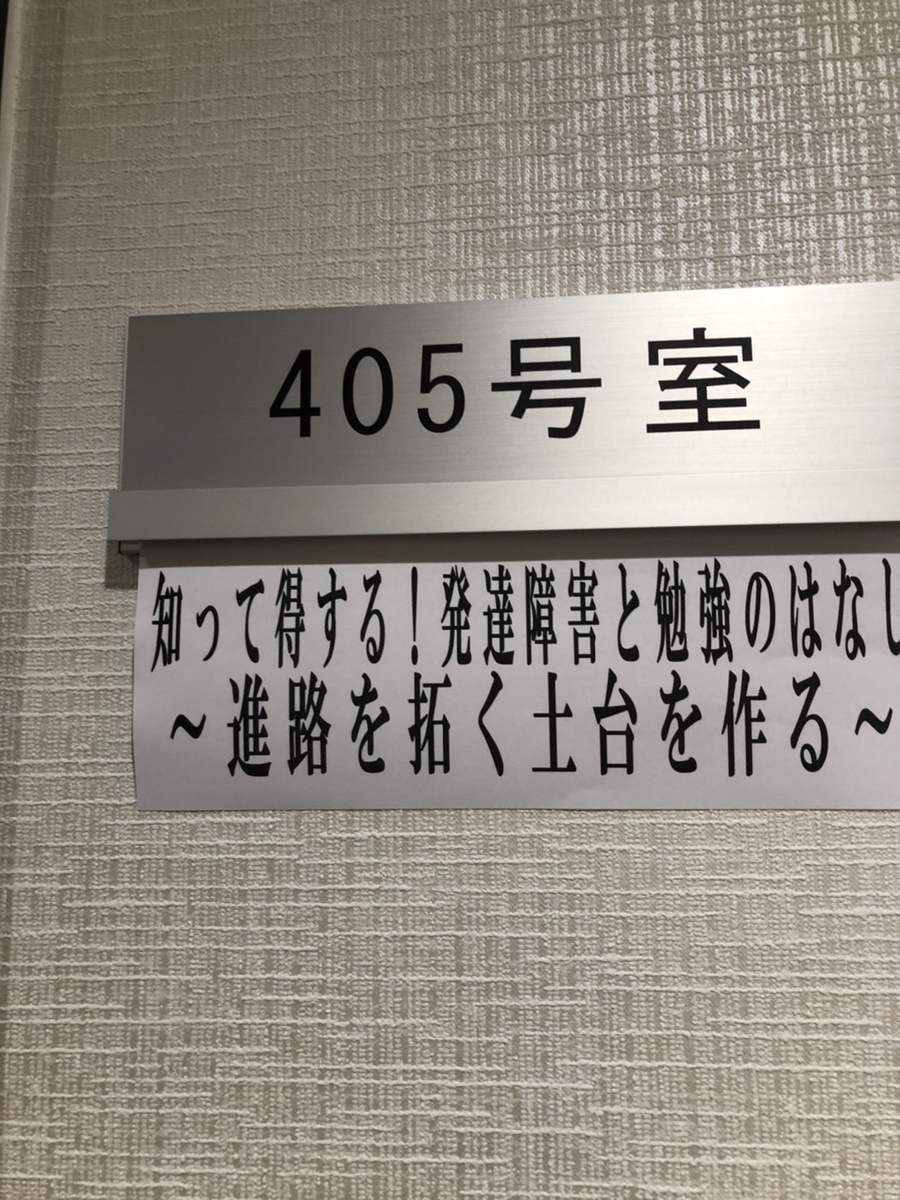 405号室
知って得する！発達障害と勉強のはなし
～進路を拓く土台を作る～